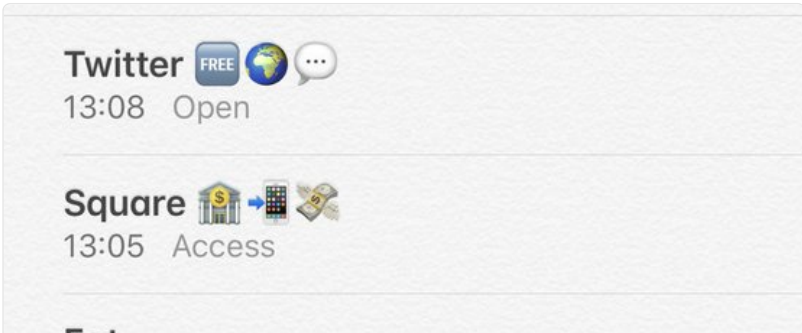 Twitter 🆓🌍💬
13:08 Open
Square 🏦📲💸
13:05 Access